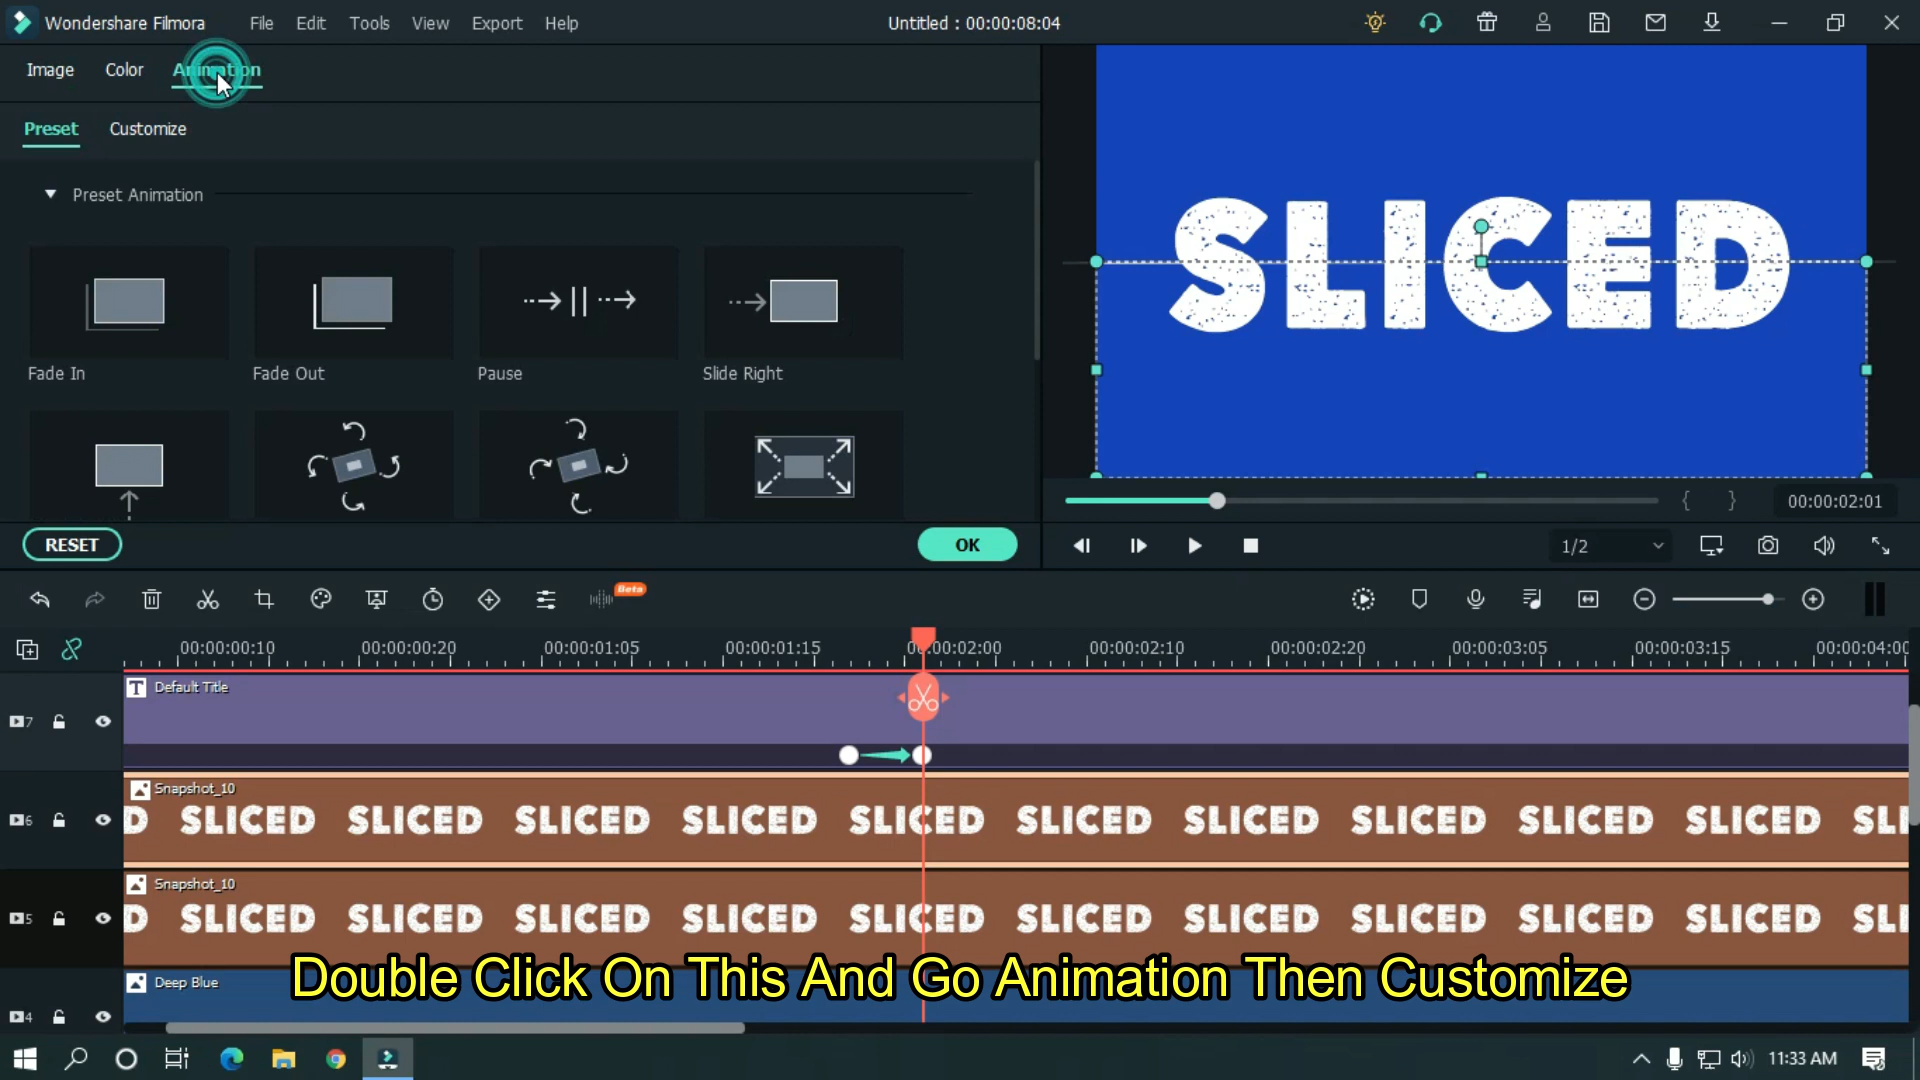 Wondershare Filmora File Edit Tools View Export Help Untitled : 00:00:08:04
Image Color Animation
Preset Customize
Preset Animation
Fade In Fade Out Pause Slide Right
SLICED
{ } 00:00:02:01
RESET OK
1/2
Beta
00:00:00:10 00:00:00:20 00:00:01:05 00:00:01:15 00:00:02:00 00:00:02:10 00:00:02:20 00:00:03:05 00:00:03:15 00:00:04:00
T Default Title
7
Snapshot_10
6 D SLICED SLICED SLICED SLICED SLICED SLICED SLICED SLICED SLICED SLICED SLI
Snapshot_10
5 D SLICED SLICED SLICED SLICED SLICED SLICED SLICED SLICED SLICED SLICED SLI
Deep Blue
4
Double Click On This And Go Animation Then Customize
11:33 AM